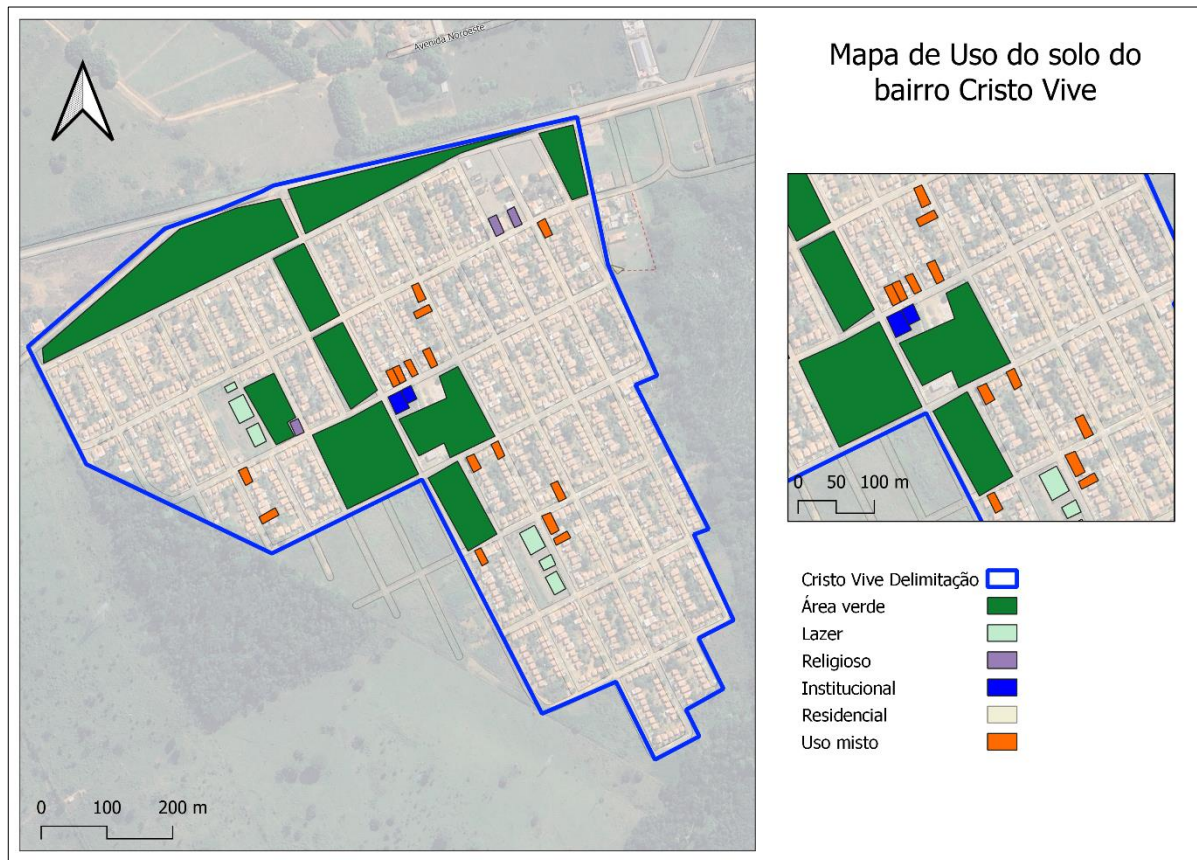 Avenida Noroeste
Mapa de Uso do solo do
bairro Cristo Vive
0 50 100 m
Cristo Vive Delimitação
Área verde
Lazer
Religioso
Institucional
Residencial
Uso misto
0 100 200 m